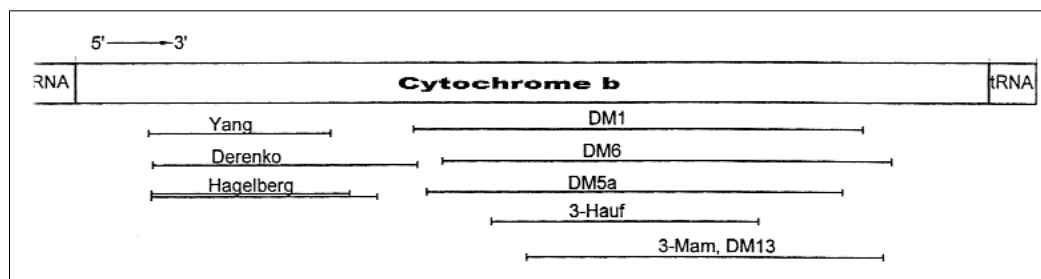 5' 3'
RNA Cytochrome b tRNA
Yang DM1
Derenko DM6
Hagelberg DM5a
3-Hauf
3-Mam, DM13